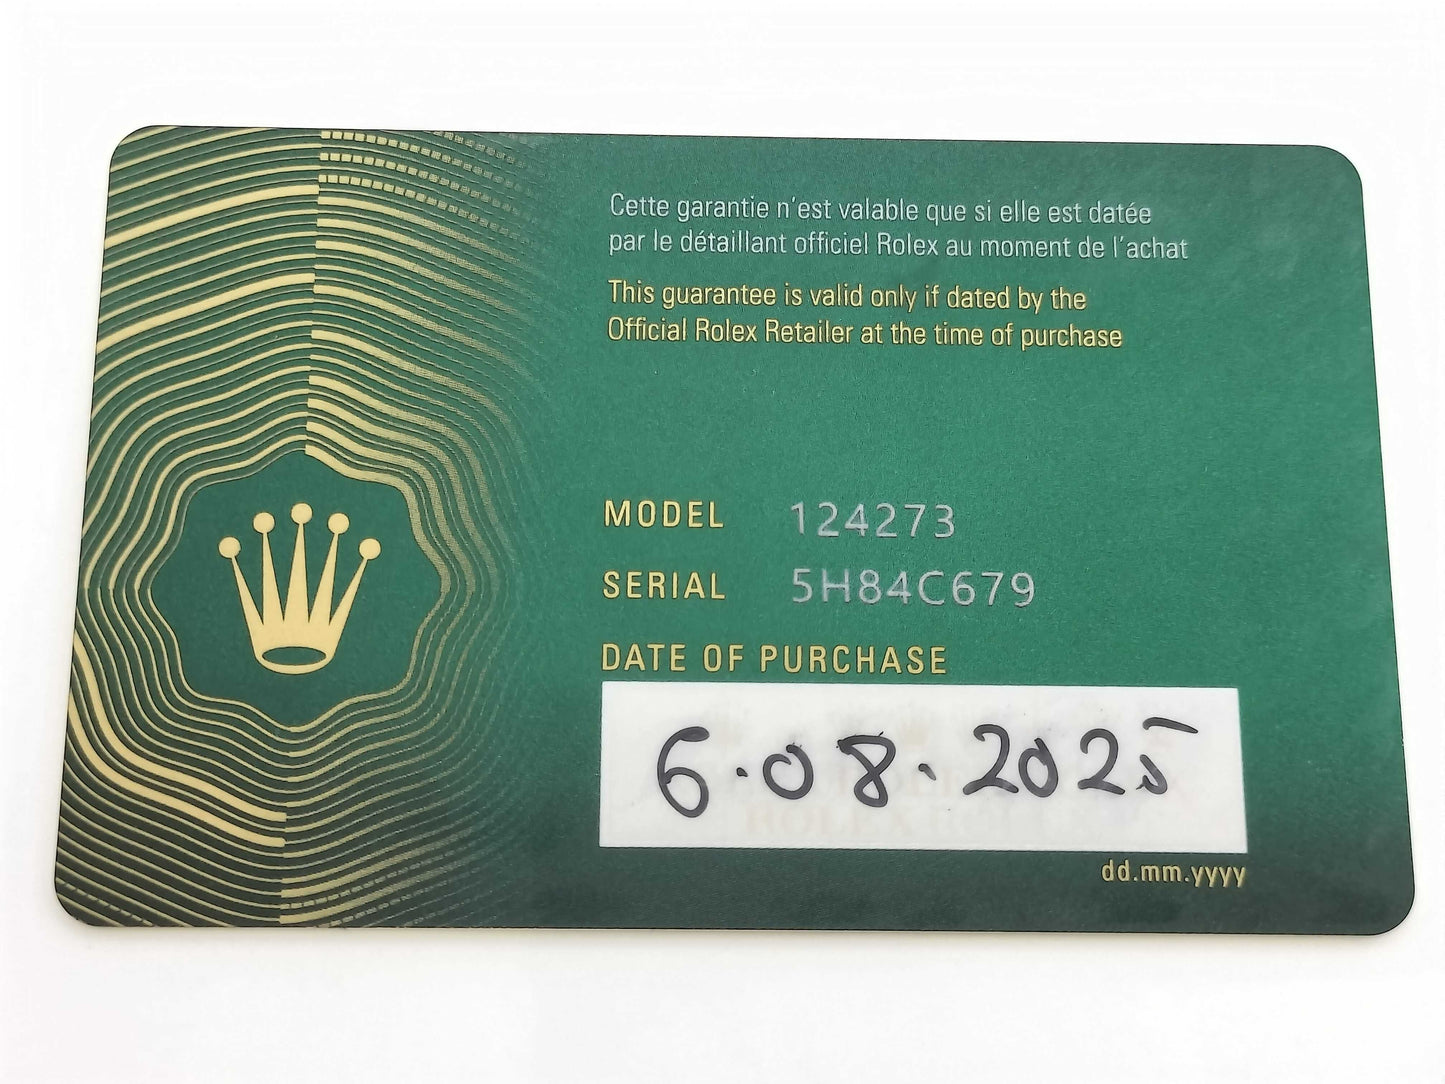 Cette garantie n'est valable que si elle est datée
par le détaillant officiel Rolex au moment de l'achat
This guarantee is valid only if dated by the
Official Rolex Retailer at the time of purchase
MODEL 124273
SERIAL 5H84C679
DATE OF PURCHASE
6.08.2025
ROLEX
dd.mm.yyyy